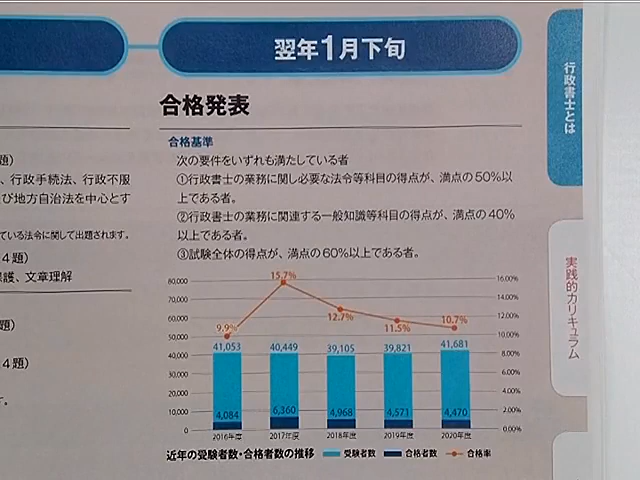 翌年1月下旬
行政書士とは
合格発表
合格基準
題)
次の要件をいずれも満たしている者
、行政手続法、行政不服
①行政書士の業務に関し必要な法令等科目の得点が、満点の50%以
び地方自治法を中心とす
上である者。
②行政書士の業務に関連する一般知識等科目の得点が、満点の40%
ている法令に関して出題されます。
以上である者。
4題)
③試験全体の得点が、満点の60%以上である者。
護、文章理解
実践的カリキュラム
題)
4題)
す。
80,000
70,000
60,000
50,000
40,000
30,000
20,000
10,000
0
16.00%
14.00%
12.00%
10.00%
8.00%
6.00%
4.00%
2.00%
0.00%
9.9%
15.7%
12.7%
11.5%
10.7%
41,053
40,449
39,105
39,821
41,681
4,084
6,360
4,968
4,571
4,470
2016年度
2017年度
2018年度
2019年度
2020年度
近年の受験者数・合格者数の推移 受験者数 合格者数 合格率